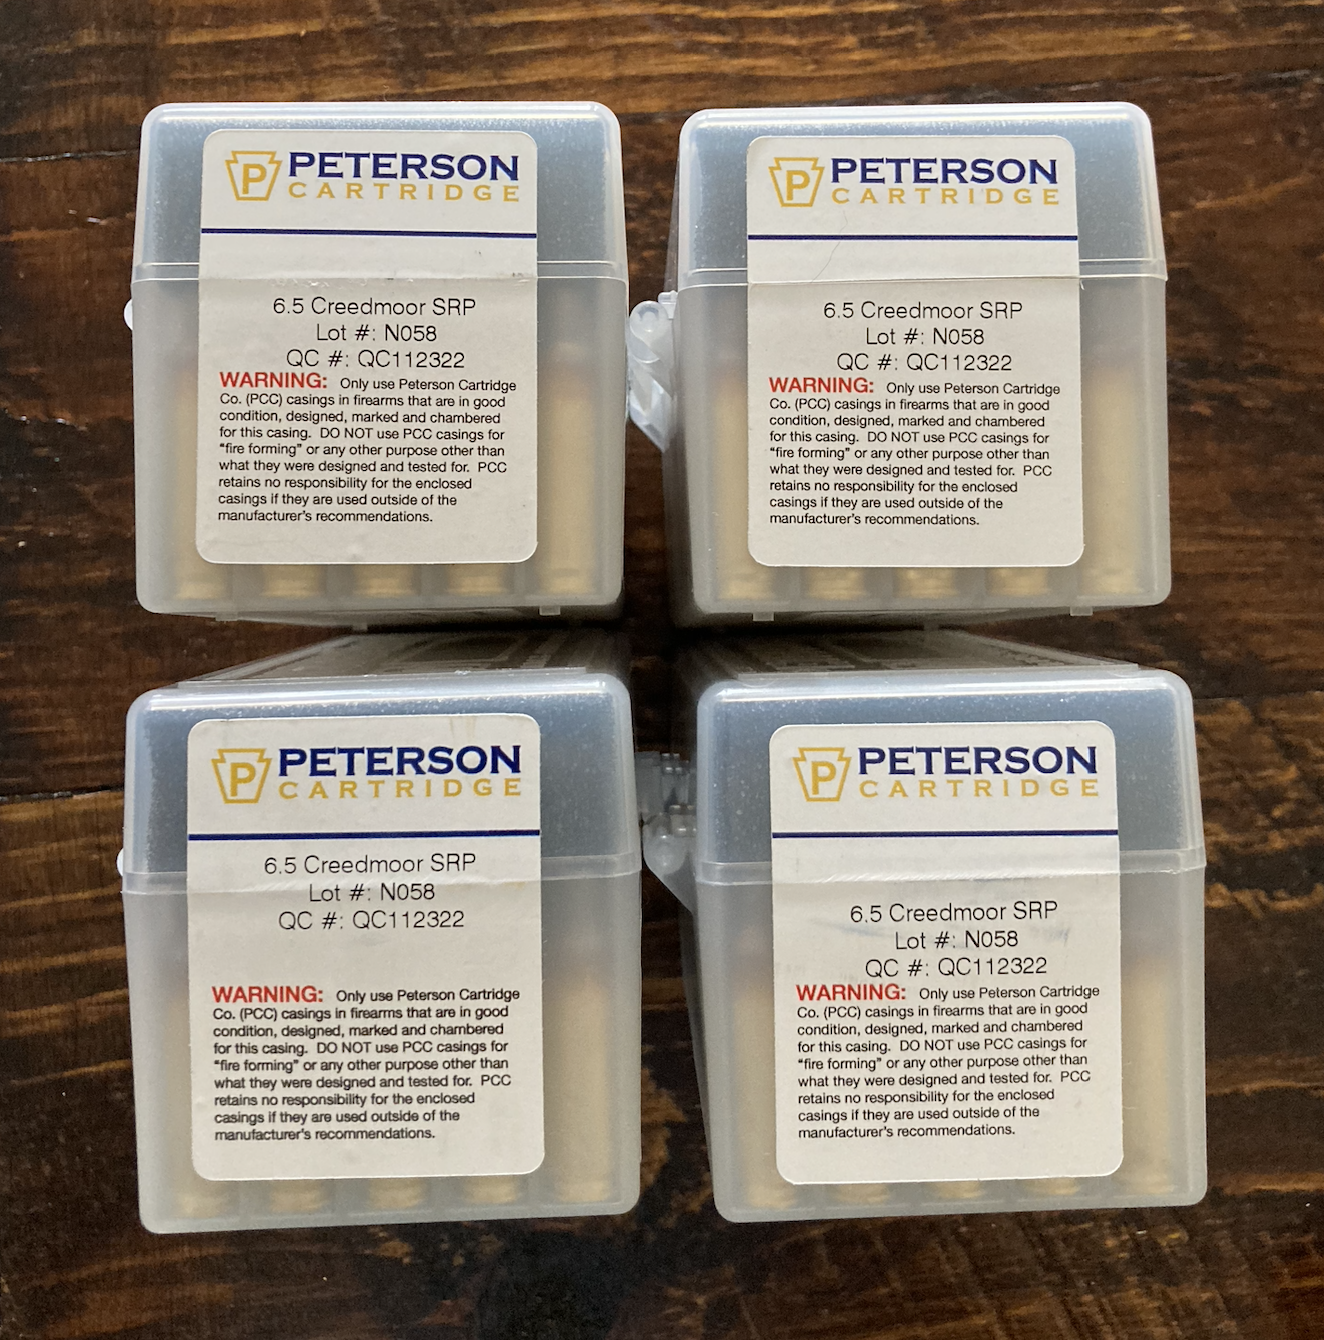 P PETERSON
CARTRIDGE
6.5 Creedmoor SRP
Lot #: N058
QC #: QC112322
WARNING: Only use Peterson Cartridge
Co. (PCC) casings in firearms that are in good
condition, designed, marked and chambered
for this casing. DO NOT use PCC casings for
“fire forming” or any other purpose other than
what they were designed and tested for. PCC
retains no responsibility for the enclosed
casings if they are used outside of the
manufacturer's recommendations.
P PETERSON
CARTRIDGE
6.5 Creedmoor SRP
Lot #: N058
QC #: QC112322
WARNING: Only use Peterson Cartridge
Co. (PCC) casings in firearms that are in good
condition, designed, marked and chambered
for this casing. DO NOT use PCC casings for
“fire forming” or any other purpose other than
what they were designed and tested for. PCC
retains no responsibility for the enclosed
casings if they are used outside of the
manufacturer's recommendations.
P PETERSON
CARTRIDGE
6.5 Creedmoor SRP
Lot #: N058
QC #: QC112322
WARNING: Only use Peterson Cartridge
Co. (PCC) casings in firearms that are in good
condition, designed, marked and chambered
for this casing. DO NOT use PCC casings for
“fire forming” or any other purpose other than
what they were designed and tested for. PCC
retains no responsibility for the enclosed
casings if they are used outside of the
manufacturer's recommendations.
P PETERSON
CARTRIDGE
6.5 Creedmoor SRP
Lot #: N058
QC #: QC112322
WARNING: Only use Peterson Cartridge
Co. (PCC) casings in firearms that are in good
condition, designed, marked and chambered
for this casing. DO NOT use PCC casings for
“fire forming” or any other purpose other than
what they were designed and tested for. PCC
retains no responsibility for the enclosed
casings if they are used outside of the
manufacturer's recommendations.